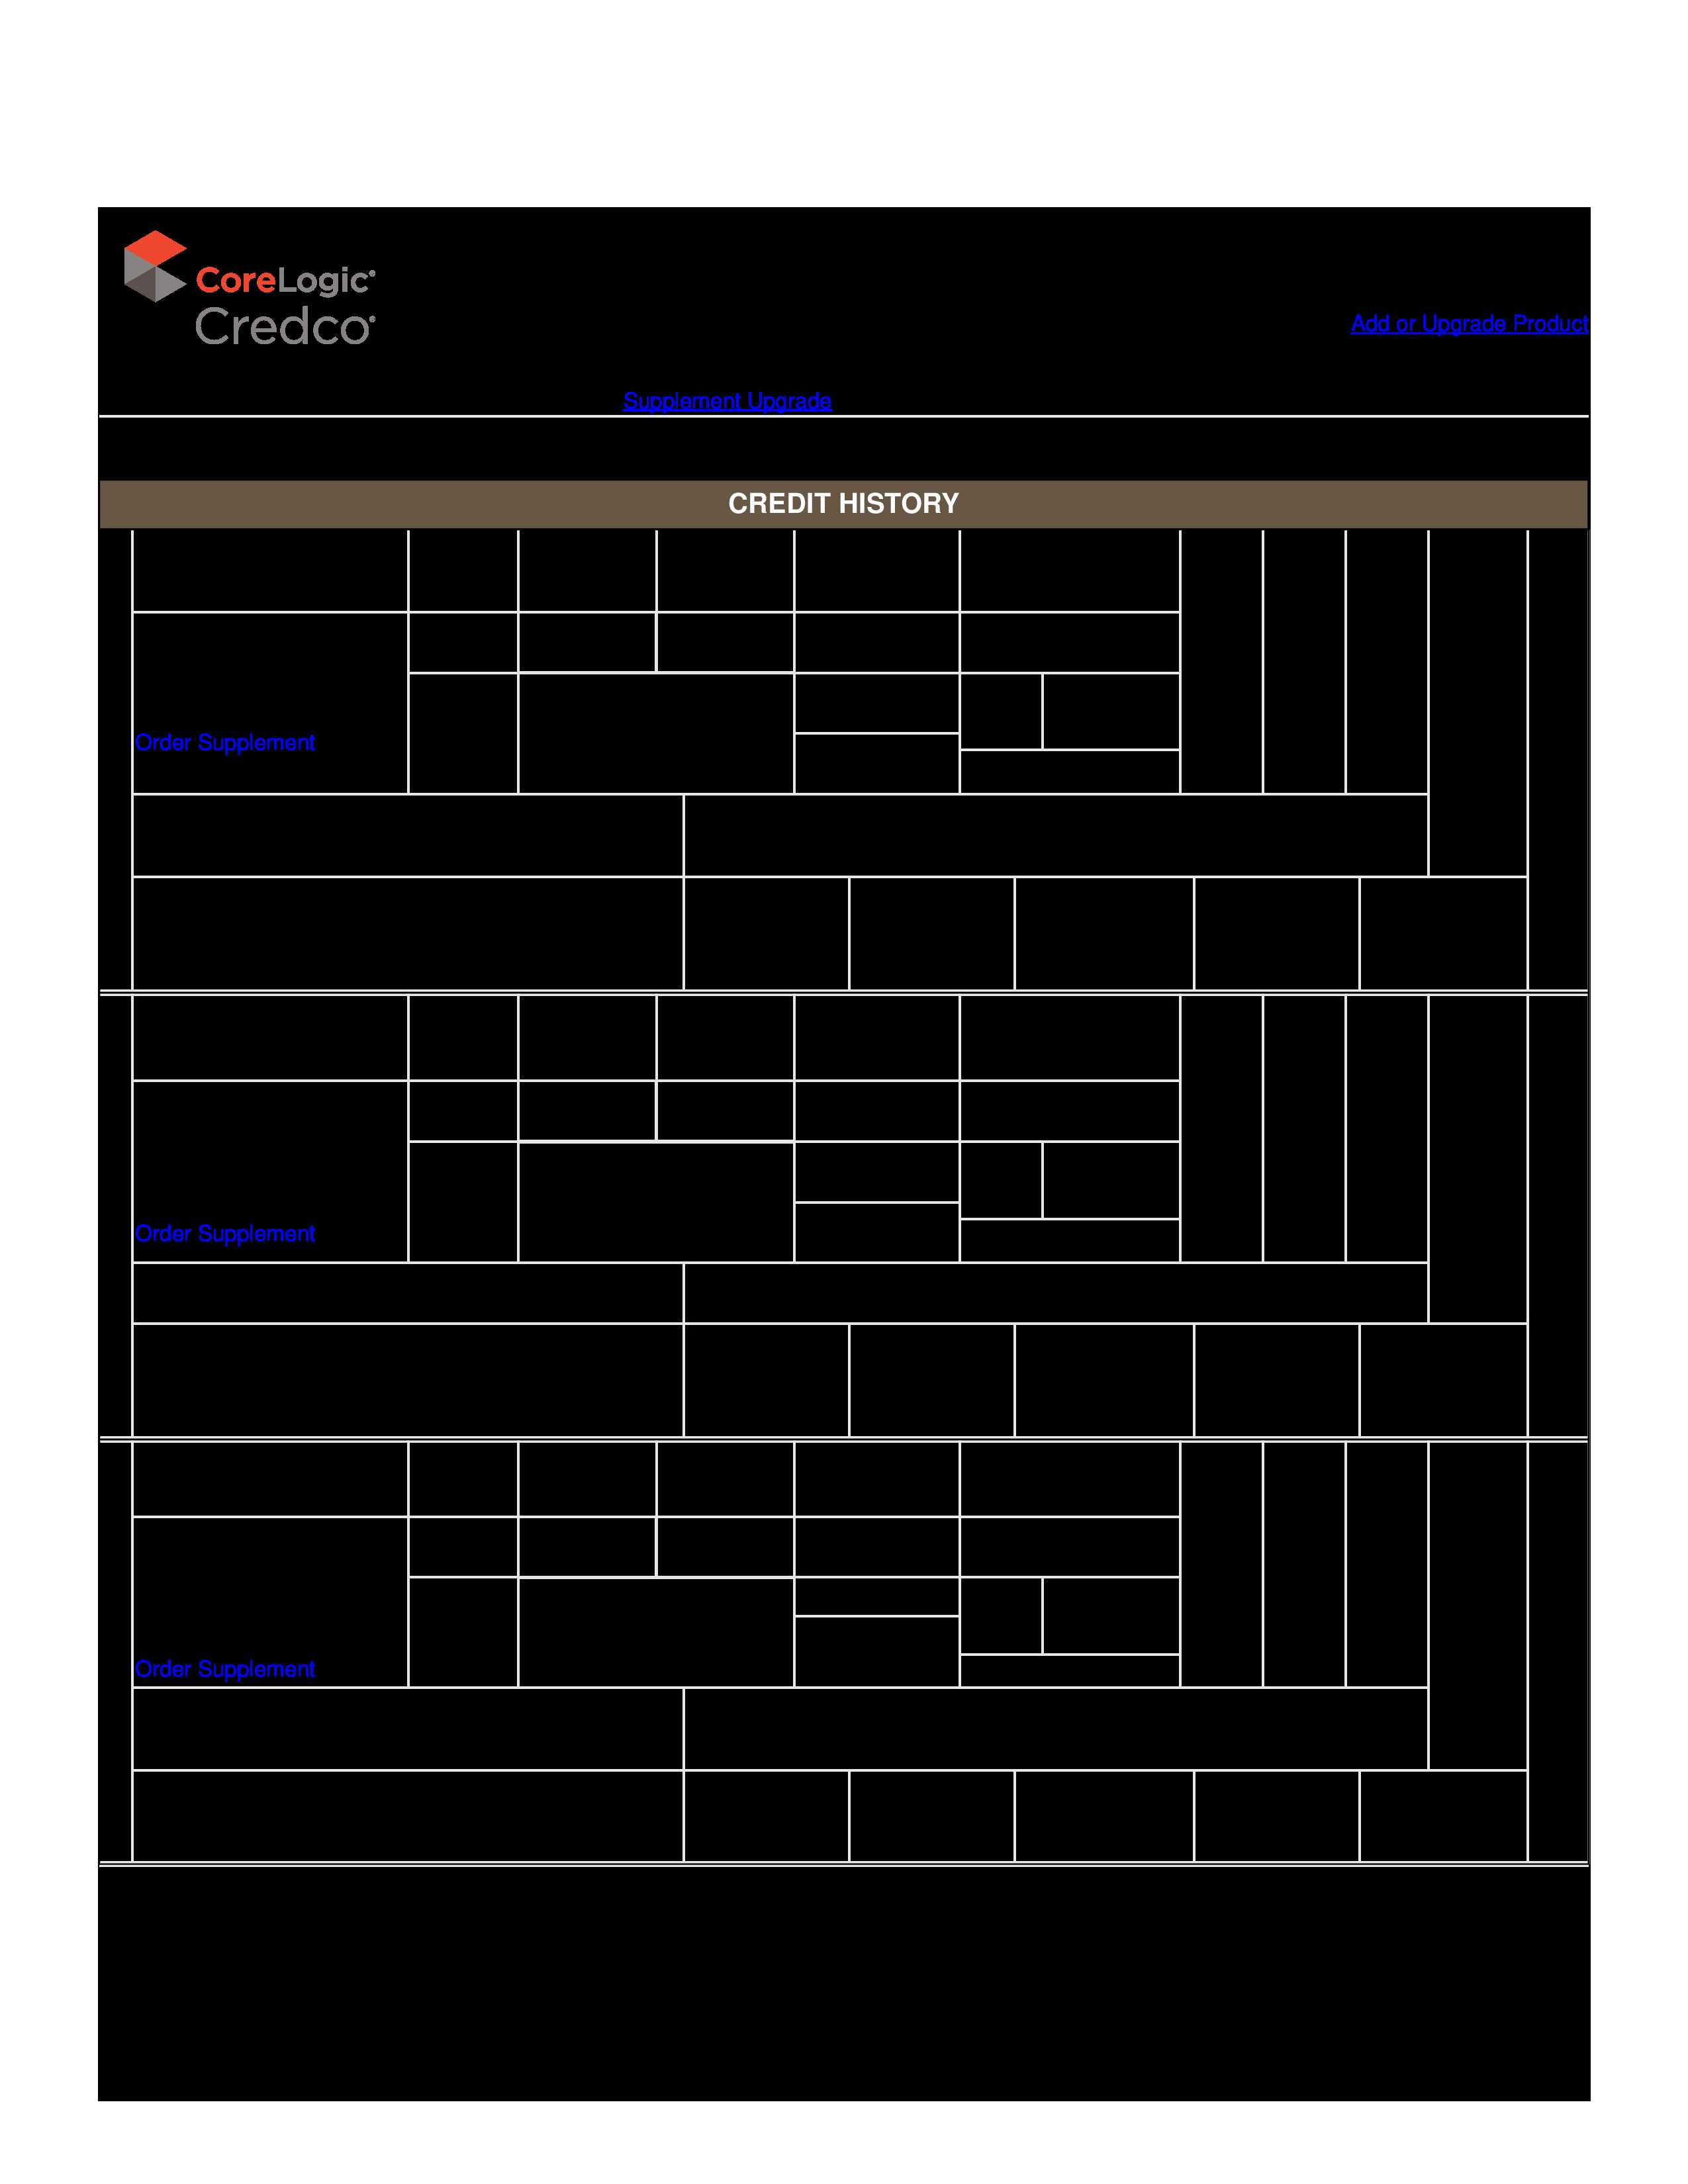 CoreLogic
Credco
Add or Upgrade Product
Supplement Upgrade
CREDIT HISTORY
Order Supplement
Order Supplement
Order Supplement